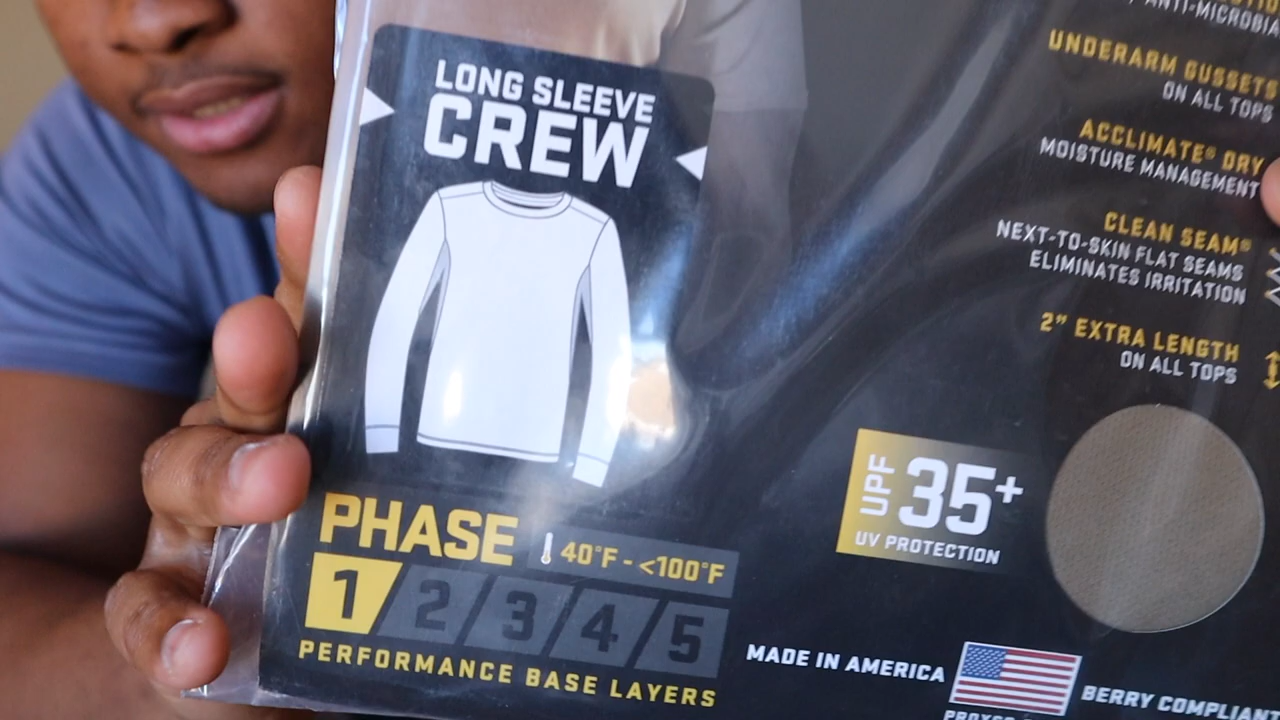 LONG SLEEVE
CREW
PHASE
40°F - <100°F
1 2 3 4 5
PERFORMANCE BASE LAYERS
UNDERARM GUSSETS
ON ALL TOPS
ACCLIMATE® DRY
MOISTURE MANAGEMENT
CLEAN SEAM®
NEXT-TO-SKIN FLAT SEAMS
ELIMINATES IRRITATION
2" EXTRA LENGTH
ON ALL TOPS
UPF
35+
UV PROTECTION
MADE IN AMERICA
BERRY COMPLIANT